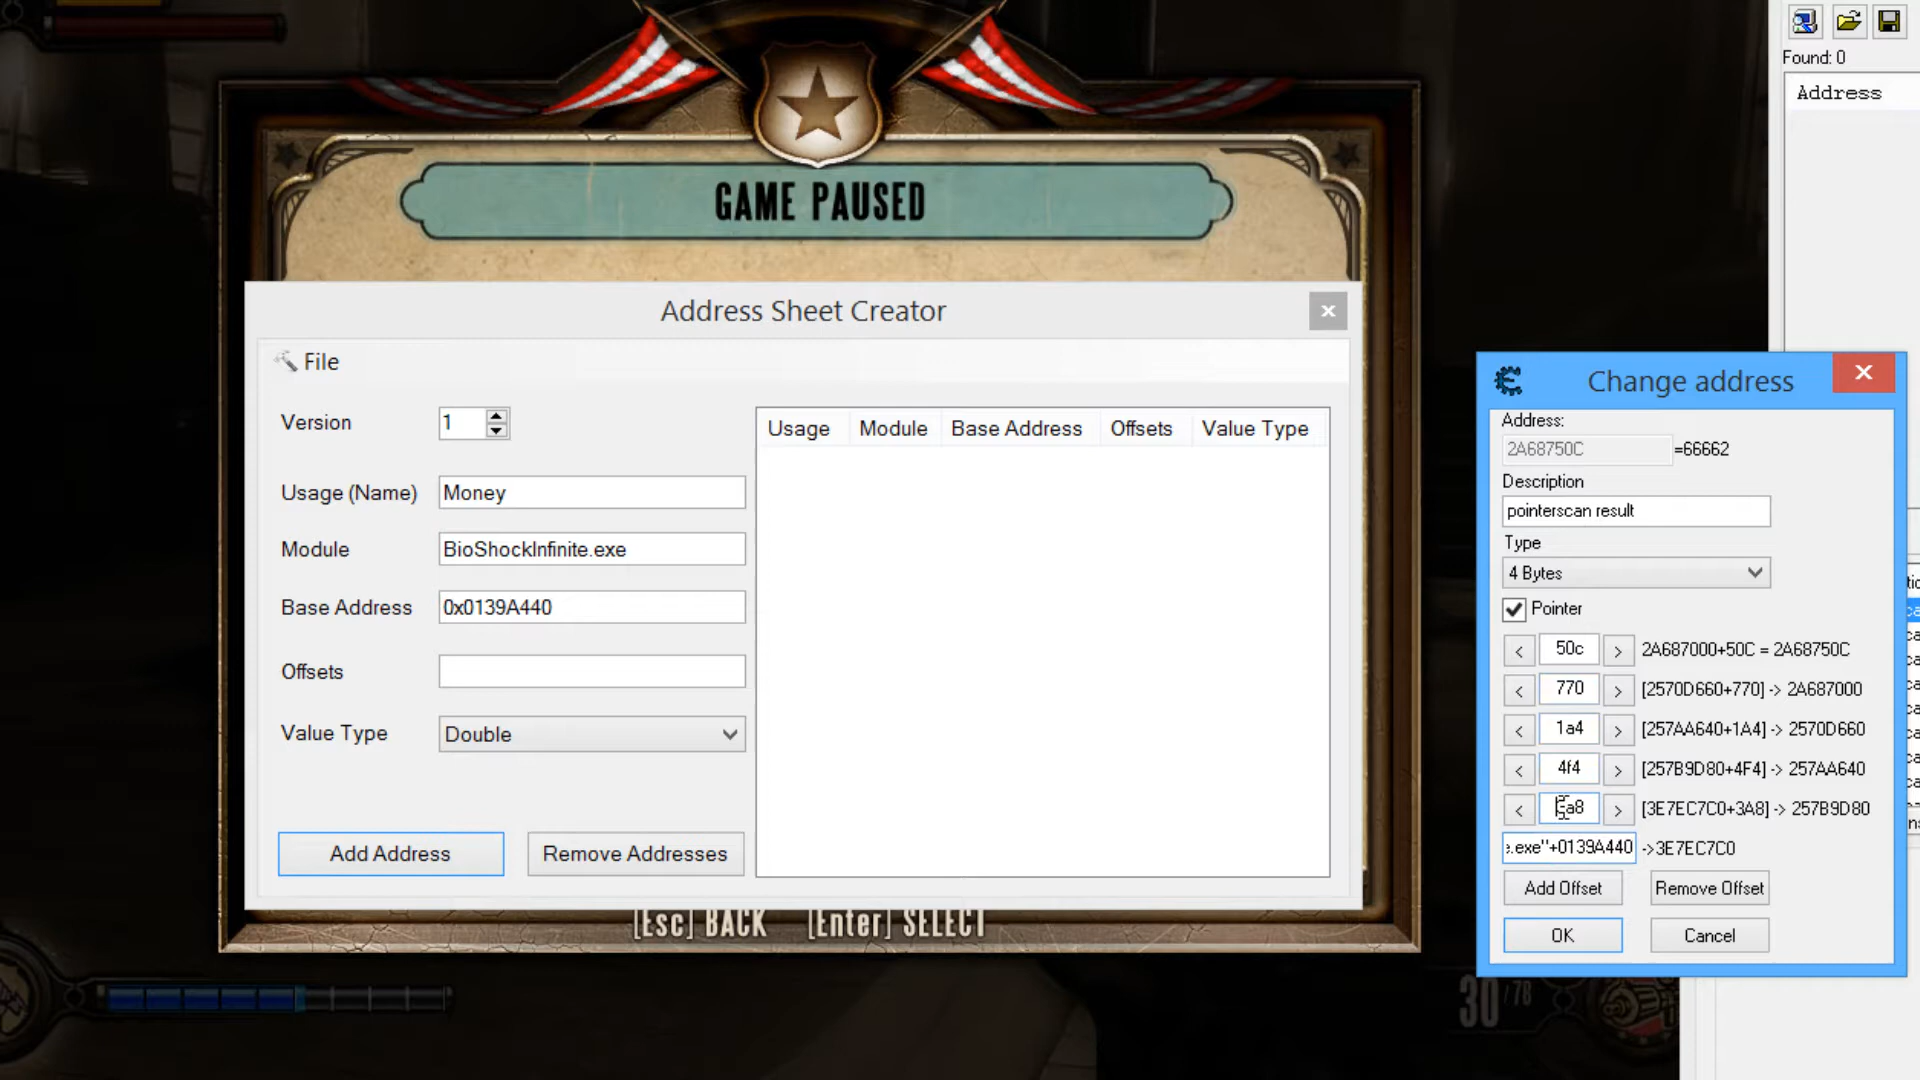 Found: 0
Address
GAME PAUSED
Address Sheet Creator
File
Version 1
Usage (Name) Money
Module BioShockInfinite.exe
Base Address 0x0139A440
Offsets
Value Type Double
Add Address Remove Addresses
Usage Module Base Address Offsets Value Type
[Esc] BACK [Enter] SELECT
30 / 78
Change address
Address:
2A68750C =66662
Description
pointerscan result
Type
4 Bytes
Pointer
< 50c > 2A687000+50C = 2A68750C
< 770 > [2570D660+770] -> 2A687000
< 1a4 > [257AA640+1A4] -> 2570D660
< 4f4 > [257B9D80+4F4] -> 257AA640
< 3a8 > [3E7EC7C0+3A8] -> 257B9D80
e.exe"+0139A440 ->3E7EC7C0
Add Offset Remove Offset
OK Cancel